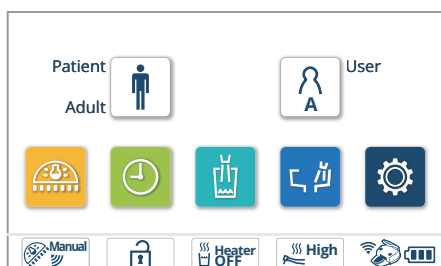 Patient
User
Adult
A
Manual
Heater
OFF
High